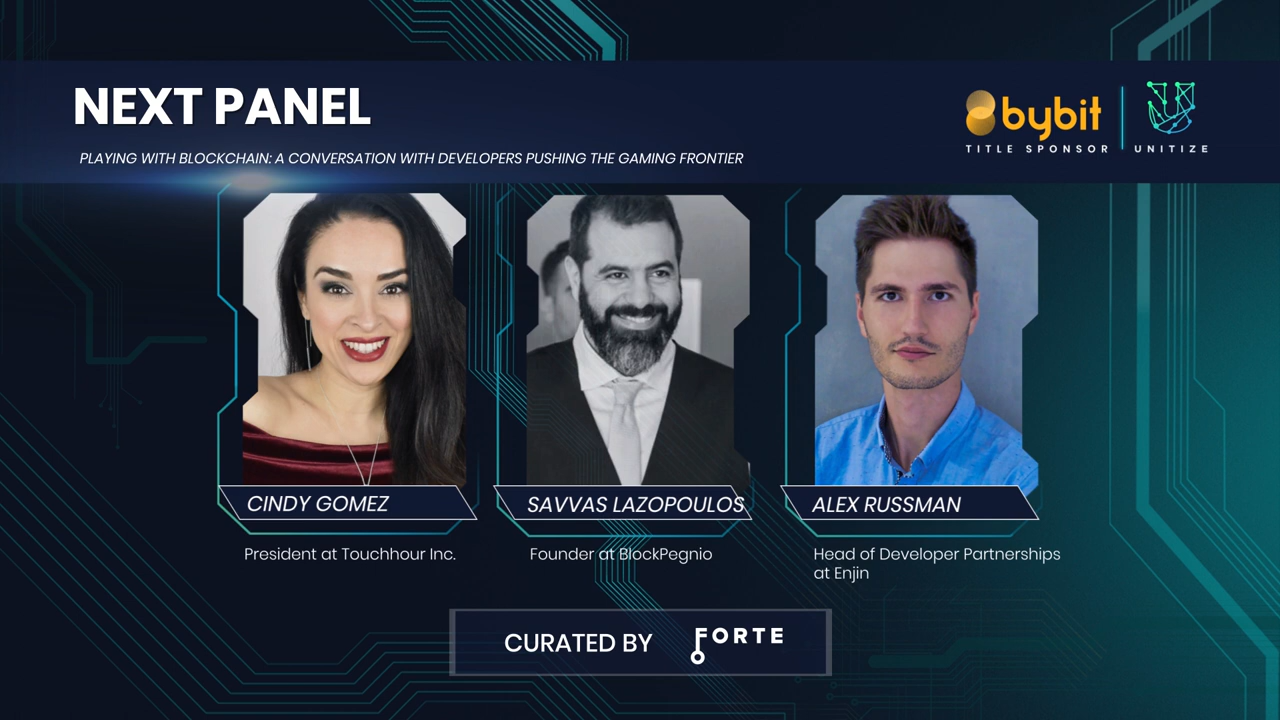 NEXT PANEL
PLAYING WITH BLOCKCHAIN: A CONVERSATION WITH DEVELOPERS PUSHING THE GAMING FRONTIER
bybit
TITLE SPONSOR
UNITIZE
CINDY GOMEZ
President at Touchhour Inc.
SAVVAS LAZOPOULOS
Founder at BlockPegnio
ALEX RUSSMAN
Head of Developer Partnerships
at Enjin
CURATED BY FORTE